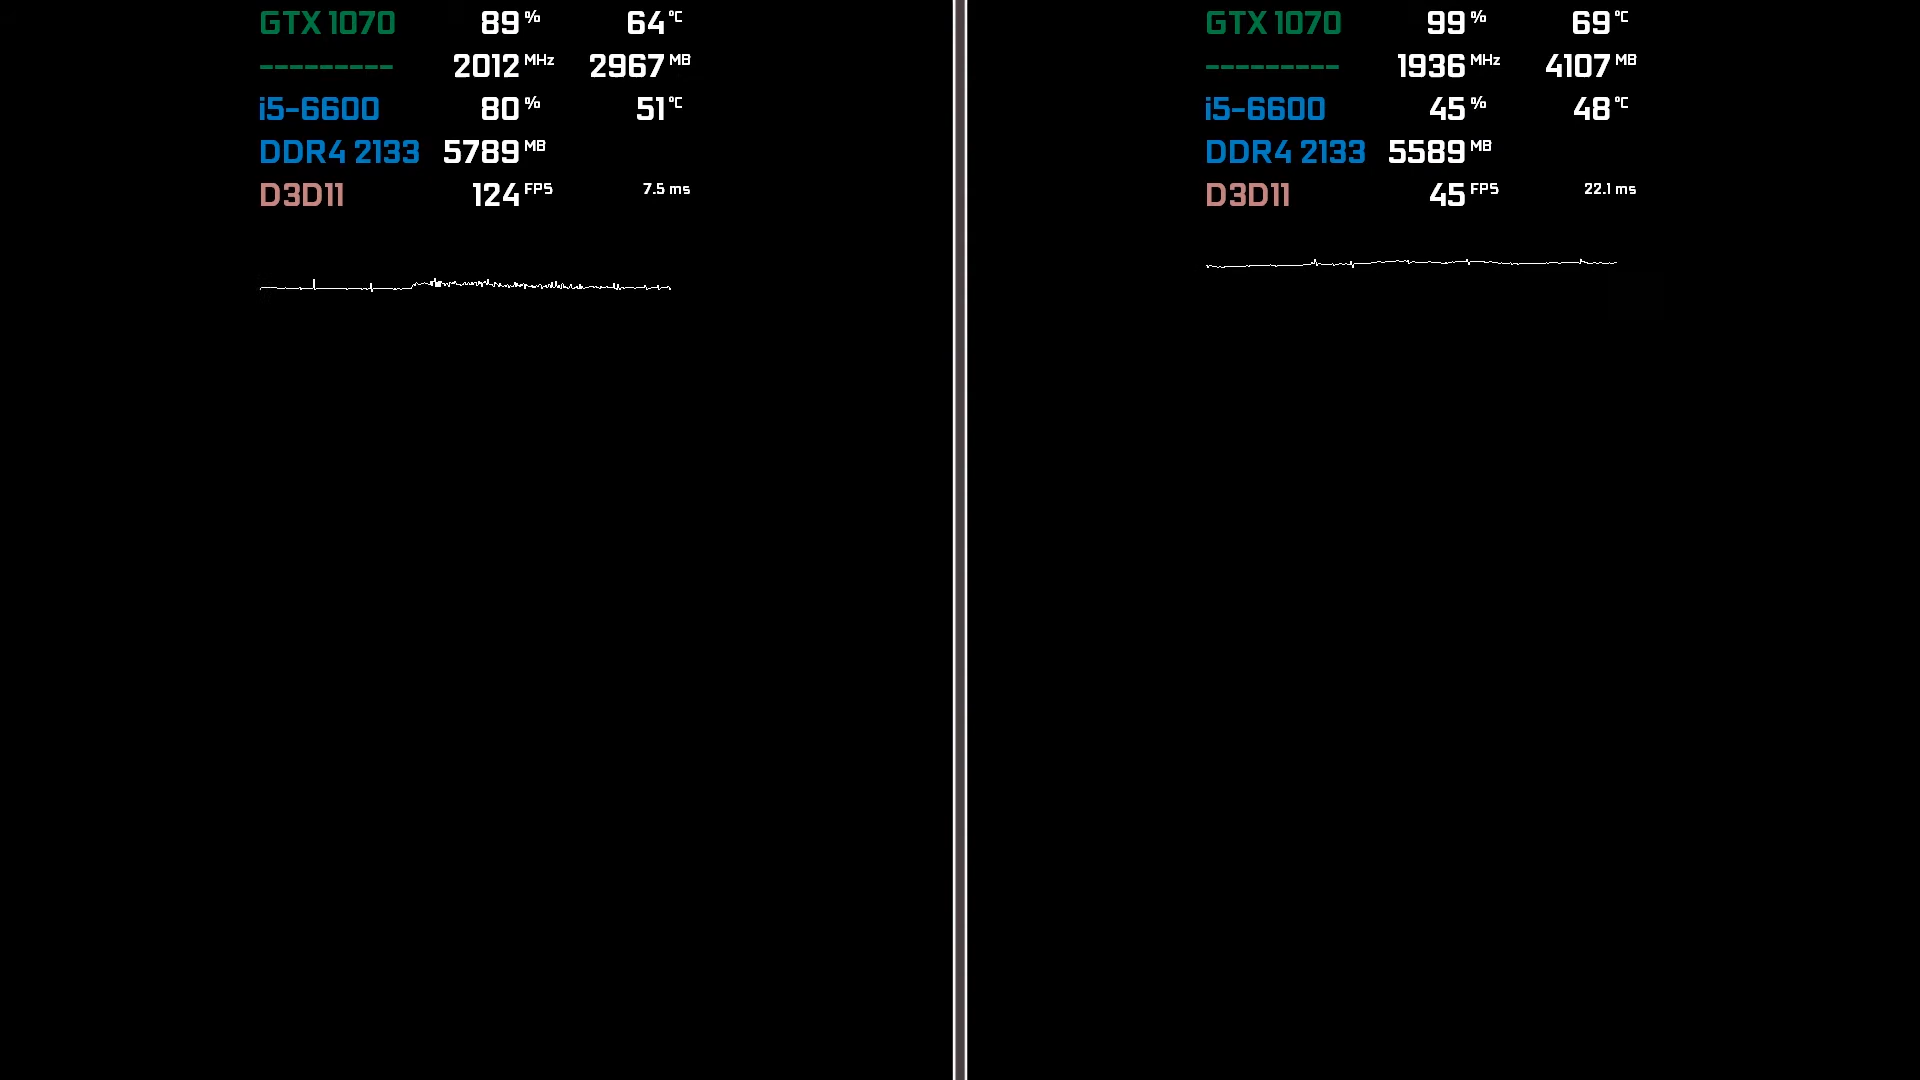 GTX 1070 89 % 64 °C
--------- 2012 MHz 2967 MB
i5-6600 80 % 51 °C
DDR4 2133 5789 MB
D3D11 124 FPS 7.5 ms
GTX 1070 99 % 69 °C
--------- 1936 MHz 4107 MB
i5-6600 45 % 48 °C
DDR4 2133 5589 MB
D3D11 45 FPS 22.1 ms